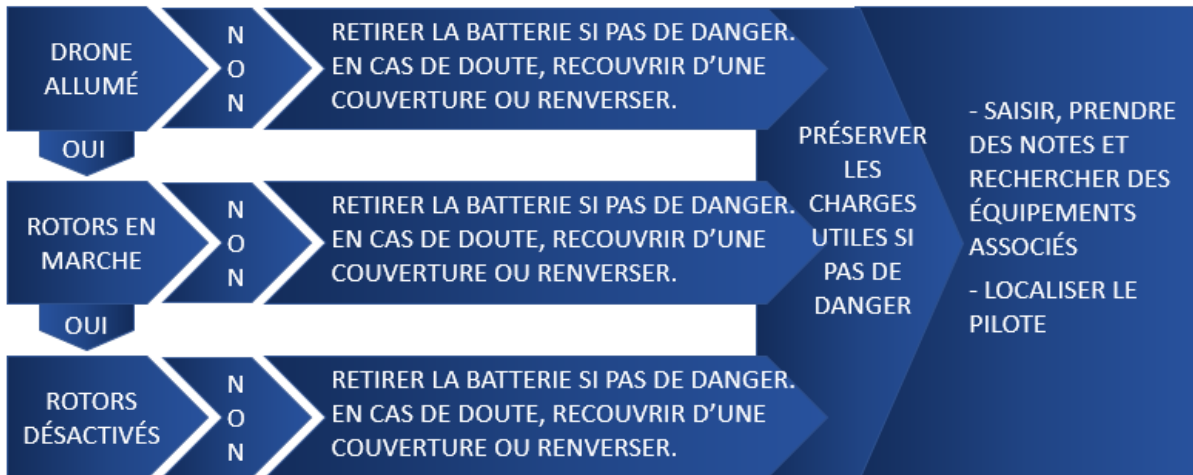 DRONE
ALLUMÉ
N
O
N
RETIRER LA BATTERIE SI PAS DE DANGER.
EN CAS DE DOUTE, RECOUVRIR D'UNE
COUVERTURE OU RENVERSER.
OUI
ROTORS EN
MARCHE
N
O
N
RETIRER LA BATTERIE SI PAS DE DANGER.
EN CAS DE DOUTE, RECOUVRIR D'UNE
COUVERTURE OU RENVERSER.
OUI
ROTORS
DÉSACTIVÉS
N
O
N
RETIRER LA BATTERIE SI PAS DE DANGER.
EN CAS DE DOUTE, RECOUVRIR D'UNE
COUVERTURE OU RENVERSER.
PRÉSERVER
LES
CHARGES
UTILES SI
PAS DE
DANGER
- SAISIR, PRENDRE
DES NOTES ET
RECHERCHER DES
ÉQUIPEMENTS
ASSOCIÉS
- LOCALISER LE
PILOTE